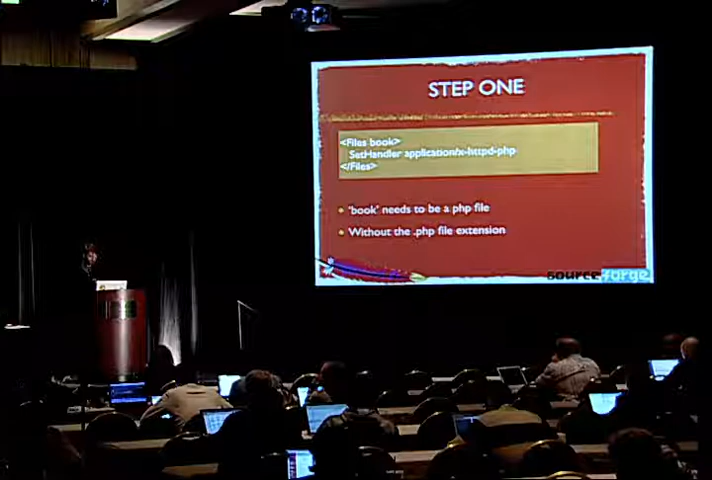 STEP ONE
<Files book>
SetHandler application/x-httpd-php
</Files>
'book' needs to be a php file
Without the .php file extension
sourceforge